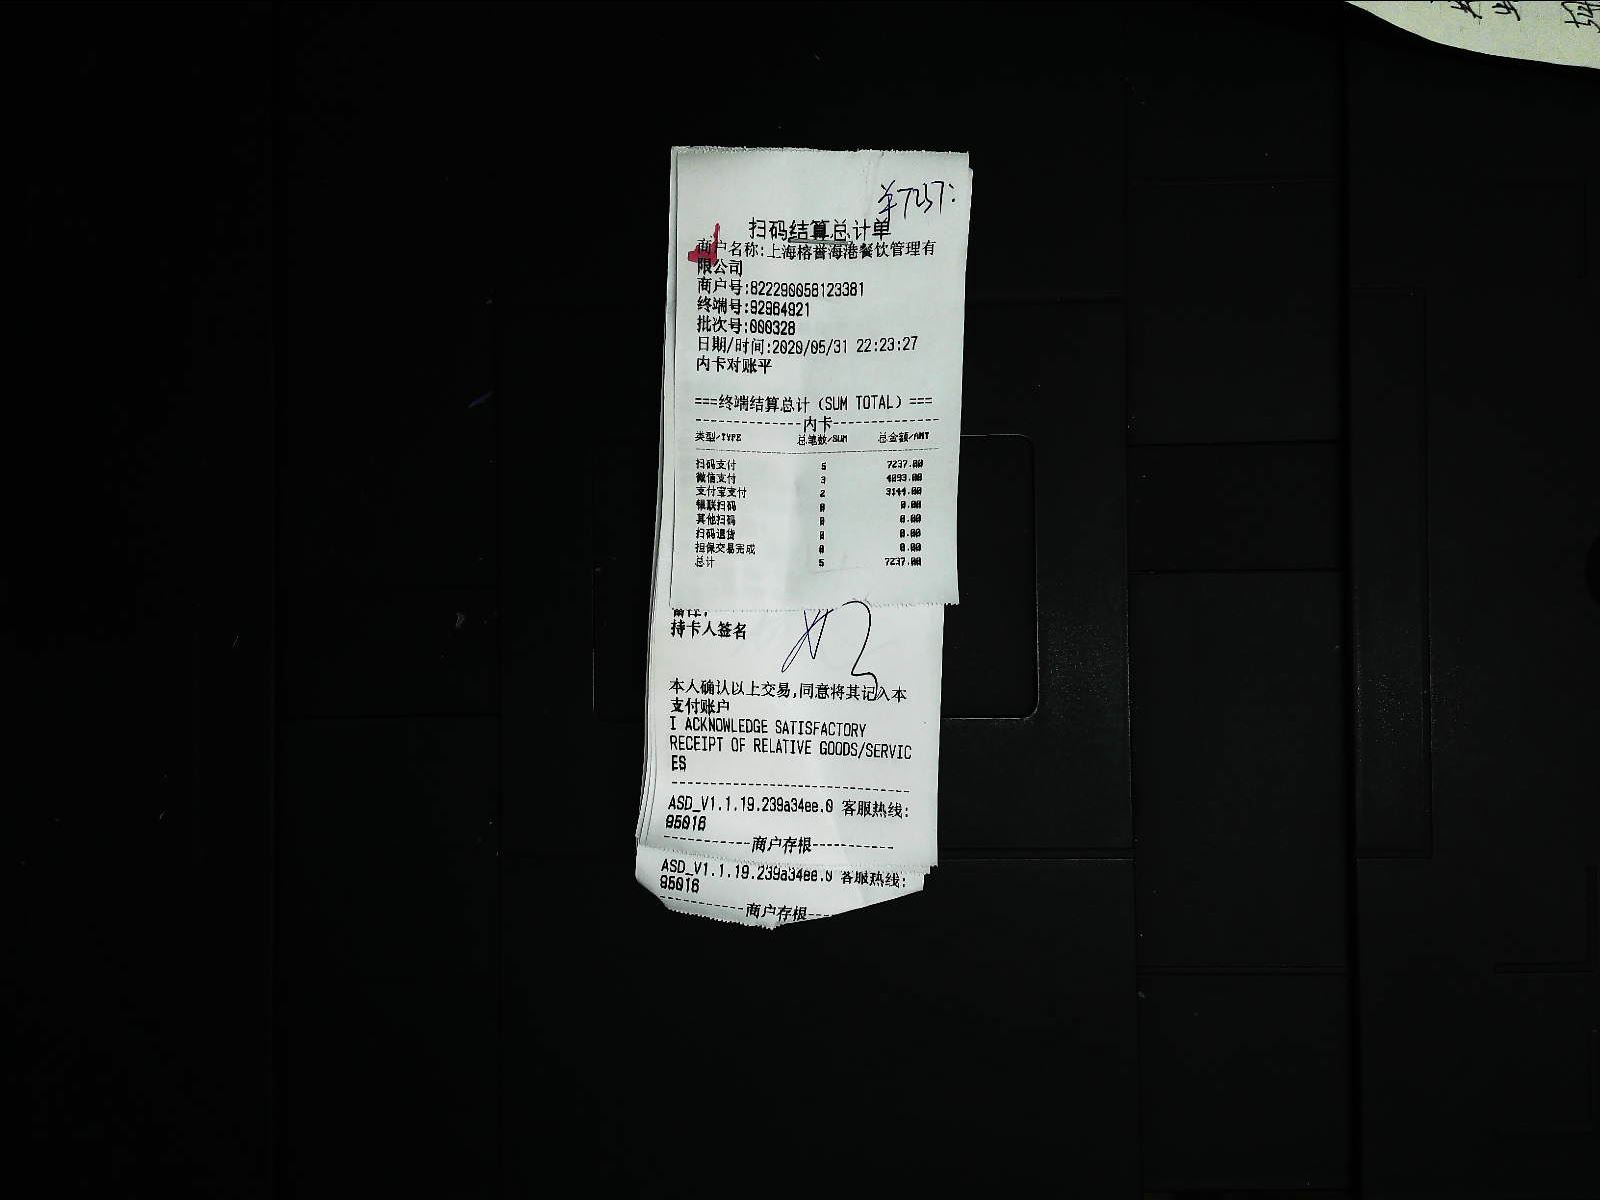 ¥7237:
扫码结算总计单
商户名称:上海榕誉海港餐饮管理有
限公司
商户号:822290058123381
终端号:92964921
批次号:000328
日期/时间:2020/05/31 22:23:27
内卡对账平
===终端结算总计(SUM TOTAL)===
内卡
类型/TYPE 总笔数/SUM 总金额/AMT
扫码支付 5 7237.00
微信支付 3 4093.00
支付宝支付 2 3144.00
银联扫码 0 0.00
其他扫码 0 0.00
扫码退货 0 0.00
担保交易完成 0 0.00
总计 5 7237.00
持卡人签名
本人确认以上交易,同意将其记入本
支付账户
I ACKNOWLEDGE SATISFACTORY
RECEIPT OF RELATIVE GOODS/SERVIC
ES
ASD_V1.1.19.239a34ee.0 客服热线:
95016
商户存根
ASD_V1.1.19.239a34ee.0 客服热线:
95016
商户存根